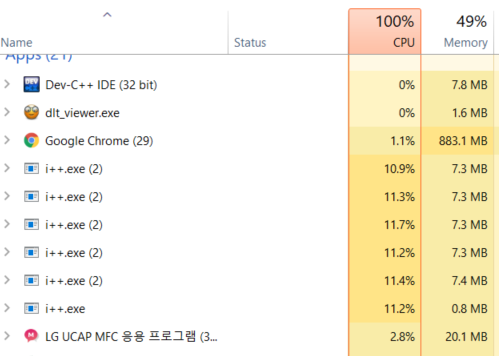 100% 49%
Name Status CPU Memory
Apps (21)
Dev-C++ IDE (32 bit) 0% 7.8 MB
dlt_viewer.exe 0% 1.6 MB
Google Chrome (29) 1.1% 883.1 MB
i++.exe (2) 10.9% 7.3 MB
i++.exe (2) 11.3% 7.3 MB
i++.exe (2) 11.7% 7.3 MB
i++.exe (2) 11.2% 7.3 MB
i++.exe (2) 11.4% 7.4 MB
i++.exe 11.2% 0.8 MB
LG UCAP MFC 응용 프로그램 (3... 2.8% 20.1 MB